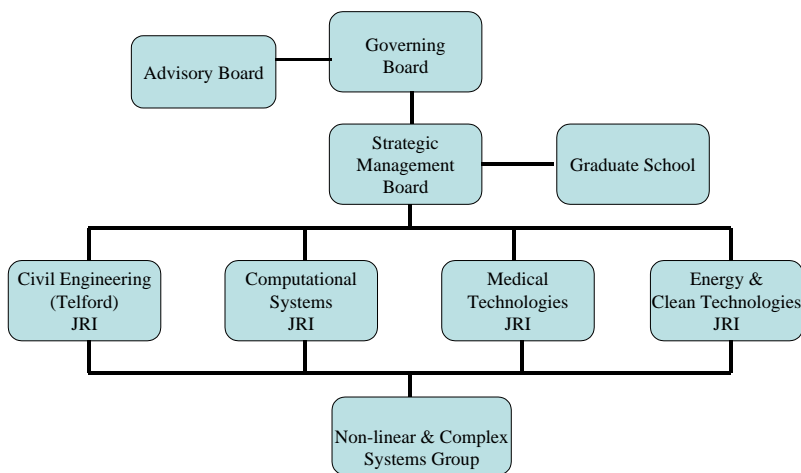 Governing
Board
Advisory Board
Strategic
Management
Board
Graduate School
Civil Engineering
(Telford)
JRI
Computational
Systems
JRI
Medical
Technologies
JRI
Energy &
Clean Technologies
JRI
Non-linear & Complex
Systems Group